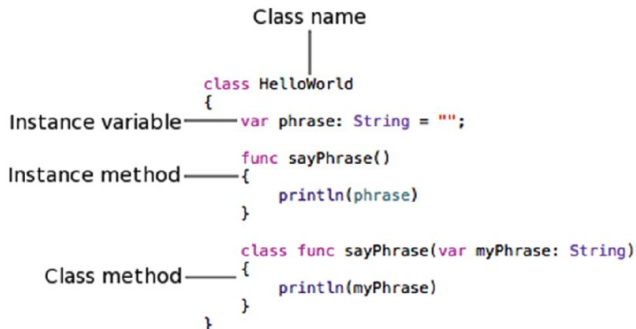 Class name
class HelloWorld
{
Instance variable var phrase: String = "";
func sayPhrase()
Instance method {
println(phrase)
}
class func sayPhrase(var myPhrase: String)
Class method {
println(myPhrase)
}
}